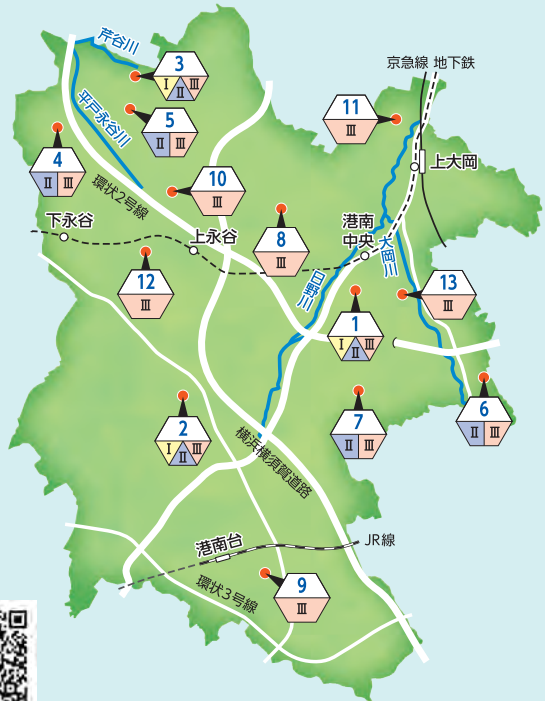 芹谷川
3
Ⅰ Ⅱ Ⅲ
京急線 地下鉄
平戸永谷川
5
Ⅱ Ⅲ
11
Ⅲ
4
Ⅱ Ⅲ
上大岡
環状2号線
10
Ⅲ
下永谷
上永谷
8
Ⅲ
港南
中央
大岡川
日野川
12
Ⅲ
13
Ⅲ
1
Ⅰ Ⅱ Ⅲ
2
Ⅰ Ⅱ Ⅲ
7
Ⅱ Ⅲ
6
Ⅱ Ⅲ
横浜横須賀道路
港南台
JR線
環状3号線
9
Ⅲ